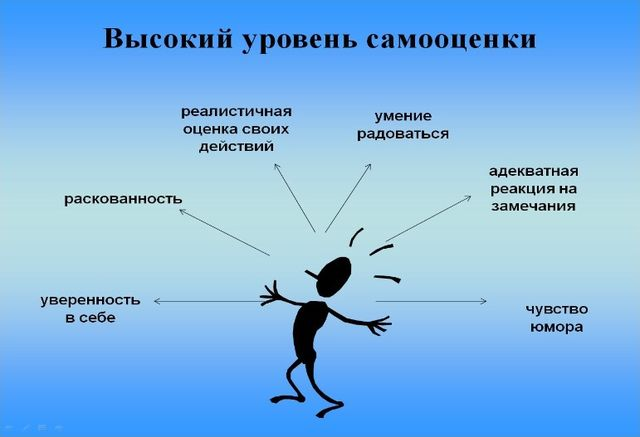 Высокий уровень самооценки
реалистичная
оценка своих
действий
умение
радоваться
адекватная
реакция на
замечания
раскованность
уверенность
в себе
чувство
юмора